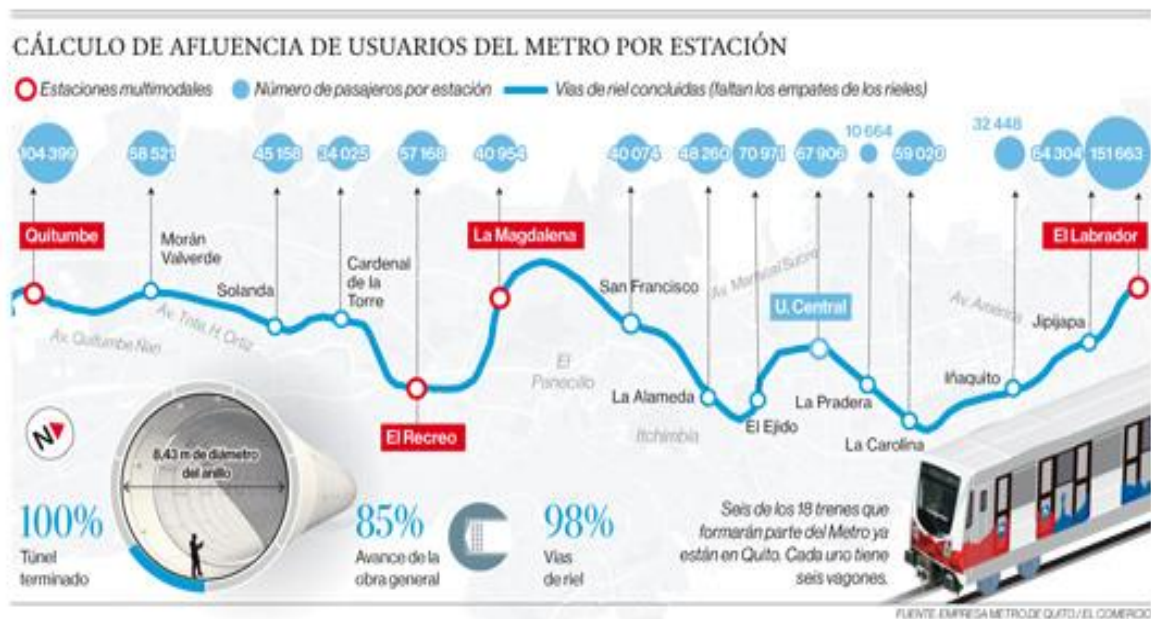 CÁLCULO DE AFLUENCIA DE USUARIOS DEL METRO POR ESTACIÓN
Estaciones multimodales
Número de pasajeros por estación
Vías de riel concluidas (faltan los empates de los rieles)
104 399
58 521
45 158
34 025
57 168
40 954
40 074
48 260
70 971
67 906
10 664
59 020
32 448
64 304
151 663
Quitumbe
Morán
Valverde
Solanda
Cardenal
de la
Torre
El Recreo
La Magdalena
San Francisco
La Alameda
El Ejido
U. Central
La Pradera
La Carolina
Iñaquito
Jipijapa
El Labrador
Av. Quitumbe Ñan
Av. Tnte. H. Ortiz
El
Panecillo
Itchimbía
Av. Mariscal Sucre
Av. América
N
8,43 m de diámetro
del anillo
100%
Túnel
terminado
85%
Avance de la
obra general
98%
Vías
de riel
Seis de los 18 trenes que
formarán parte del Metro ya
están en Quito. Cada uno tiene
seis vagones.
FUENTE: EMPRESA METRO DE QUITO / EL COMERCIO